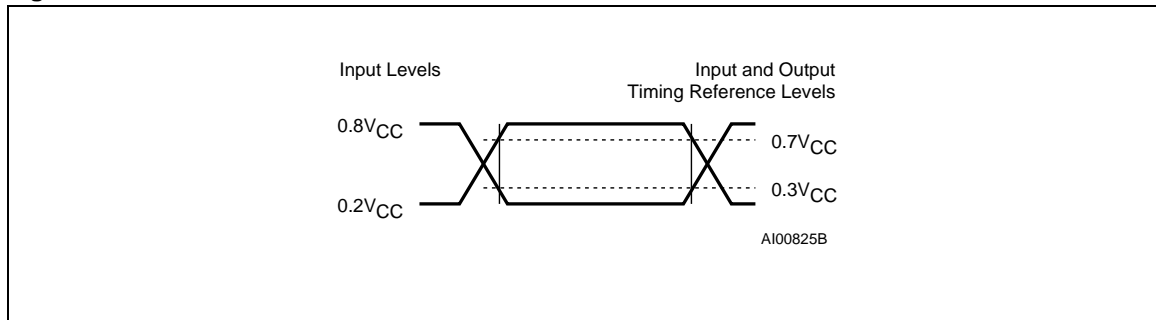 Input Levels
Input and Output
Timing Reference Levels
0.8VCC
0.7VCC
0.3VCC
0.2VCC
AI00825B